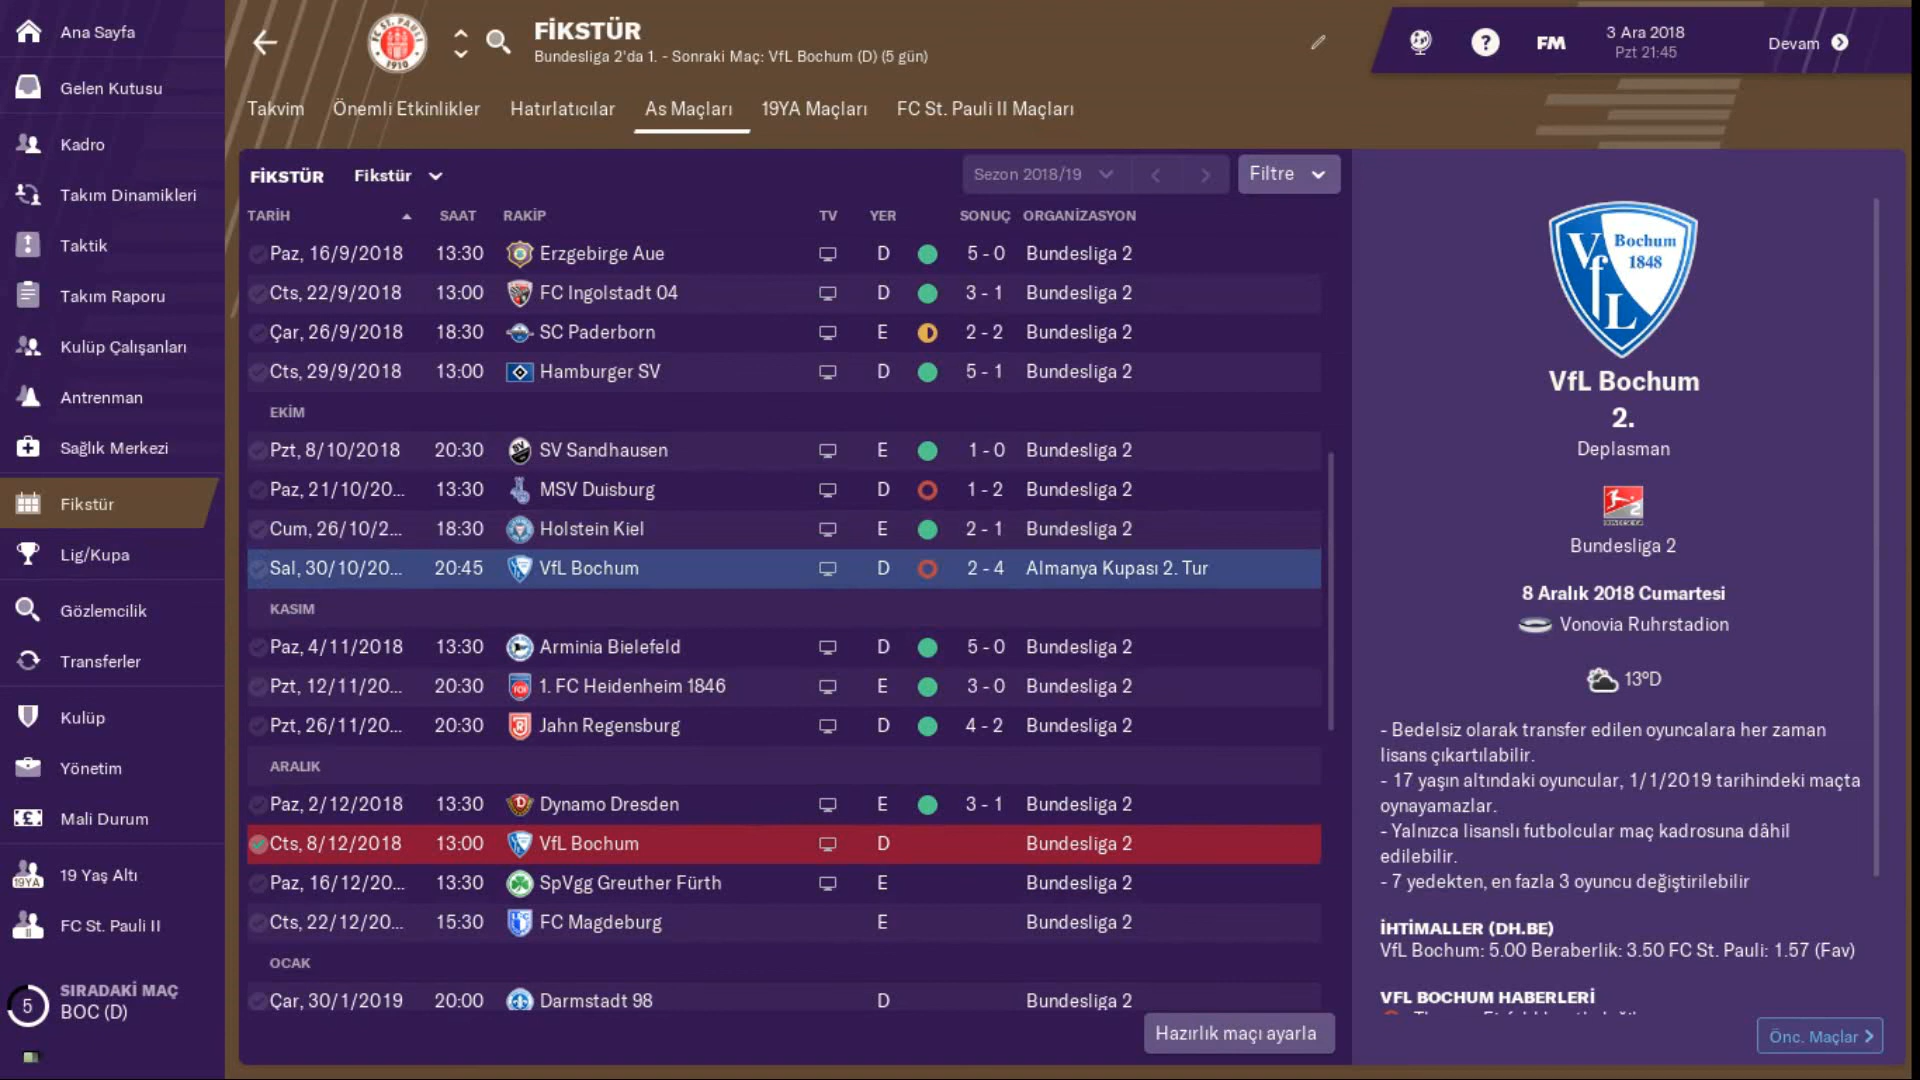 Ana Sayfa
Gelen Kutusu
Kadro
Takım Dinamikleri
Taktik
Takım Raporu
Kulüp Çalışanları
Antrenman
Sağlık Merkezi
Fikstür
Lig/Kupa
Gözlemcilik
Transferler
Kulüp
Yönetim
Mali Durum
19YA
19 Yaş Altı
II
FC St. Pauli II
5
SIRADAKİ MAÇ
BOC (D)
FC ST. PAULI
1910
FİKSTÜR
Bundesliga 2'da 1. - Sonraki Maç: VfL Bochum (D) (5 gün)
?
FM
3 Ara 2018
Pzt 21:45
Devam
Takvim Önemli Etkinlikler Hatırlatıcılar As Maçları 19YA Maçları FC St. Pauli II Maçları
FİKSTÜR Fikstür Sezon 2018/19 Filtre
TARİH SAAT RAKİP TV YER SONUÇ ORGANİZASYON
Paz, 16/9/2018 13:30 Erzgebirge Aue D 5 - 0 Bundesliga 2
Cts, 22/9/2018 13:00 FC Ingolstadt 04 D 3 - 1 Bundesliga 2
Çar, 26/9/2018 18:30 SC Paderborn E 2 - 2 Bundesliga 2
Cts, 29/9/2018 13:00 Hamburger SV D 5 - 1 Bundesliga 2
EKİM
Pzt, 8/10/2018 20:30 SV Sandhausen E 1 - 0 Bundesliga 2
Paz, 21/10/20... 13:30 MSV Duisburg D 1 - 2 Bundesliga 2
Cum, 26/10/2... 18:30 Holstein Kiel E 2 - 1 Bundesliga 2
Sal, 30/10/20... 20:45 VfL Bochum D 2 - 4 Almanya Kupası 2. Tur
KASIM
Paz, 4/11/2018 13:30 Arminia Bielefeld D 5 - 0 Bundesliga 2
Pzt, 12/11/20... 20:30 1. FC Heidenheim 1846 E 3 - 0 Bundesliga 2
Pzt, 26/11/20... 20:30 Jahn Regensburg D 4 - 2 Bundesliga 2
ARALIK
Paz, 2/12/2018 13:30 Dynamo Dresden E 3 - 1 Bundesliga 2
Cts, 8/12/2018 13:00 VfL Bochum D Bundesliga 2
Paz, 16/12/20... 13:30 SpVgg Greuther Fürth E Bundesliga 2
Cts, 22/12/20... 15:30 FC Magdeburg E Bundesliga 2
OCAK
Çar, 30/1/2019 20:00 Darmstadt 98 D Bundesliga 2
Hazırlık maçı ayarla
VfL Bochum 1848
VfL Bochum
2.
Deplasman
Bundesliga 2
8 Aralık 2018 Cumartesi
Vonovia Ruhrstadion
13ºD
- Bedelsiz olarak transfer edilen oyuncalara her zaman
lisans çıkartılabilir.
- 17 yaşın altındaki oyuncular, 1/1/2019 tarihindeki maçta
oynayamazlar.
- Yalnızca lisanslı futbolcular maç kadrosuna dâhil
edilebilir.
- 7 yedekten, en fazla 3 oyuncu değiştirilebilir
İHTİMALLER (DH.BE)
VfL Bochum: 5.00 Beraberlik: 3.50 FC St. Pauli: 1.57 (Fav)
VFL BOCHUM HABERLERİ
Önc. Maçlar